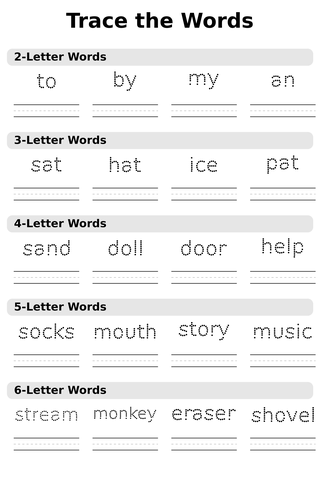 Trace the Words
2-Letter Words
to by my an
3-Letter Words
sat hat ice pat
4-Letter Words
sand doll door help
5-Letter Words
socks mouth story music
6-Letter Words
stream monkey eraser shovel